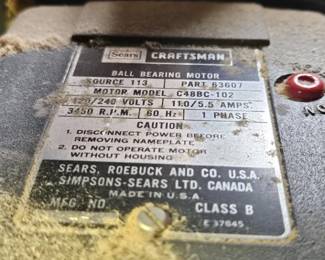 Sears CRAFTSMAN
BALL BEARING MOTOR
SOURCE 113 PART 63607
MOTOR MODEL C48BC-102
120/240 VOLTS 11.0/5.5 AMPS.
3450 R.P.M. 60 Hz 1 PHASE
CAUTION
1. DISCONNECT POWER BEFORE
REMOVING NAMEPLATE.
2. DO NOT OPERATE MOTOR
WITHOUT HOUSING
SEARS, ROEBUCK AND CO. U.S.A.
SIMPSONS-SEARS LTD. CANADA
MADE IN U.S.A.
MFG. NO. CLASS B
E 37645